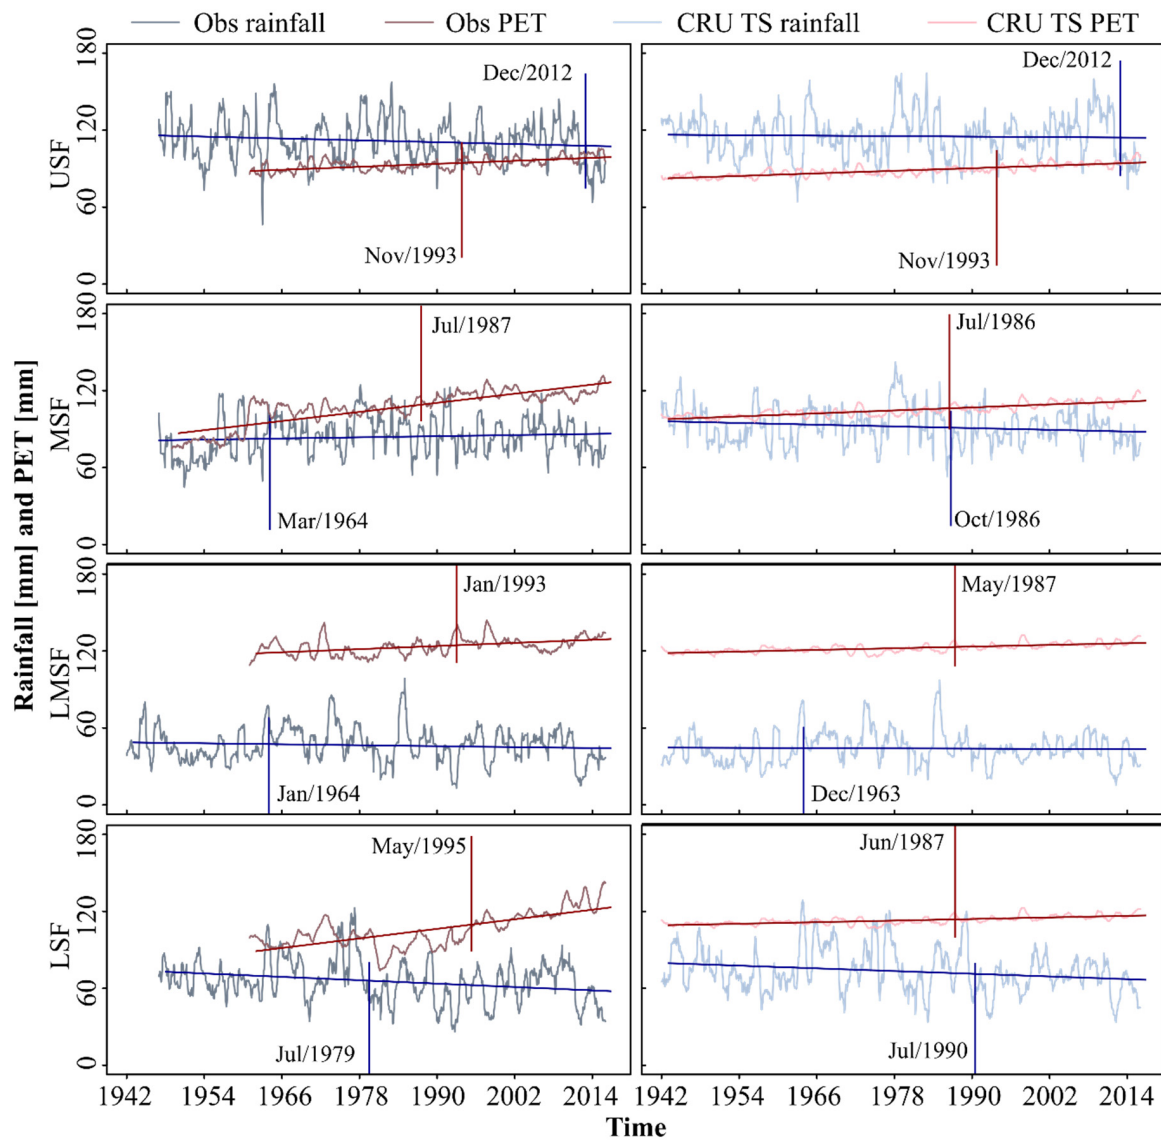 Obs rainfall Obs PET CRU TS rainfall CRU TS PET
Rainfall [mm] and PET [mm]
USF
180
120
60
0
Dec/2012
Nov/1993
Dec/2012
Nov/1993
MSF
180
120
60
0
Jul/1987
Mar/1964
Jul/1986
Oct/1986
LMSF
180
120
60
0
Jan/1993
Jan/1964
May/1987
Dec/1963
LSF
180
120
60
0
May/1995
Jul/1979
Jun/1987
Jul/1990
1942 1954 1966 1978 1990 2002 2014 1942 1954 1966 1978 1990 2002 2014
Time